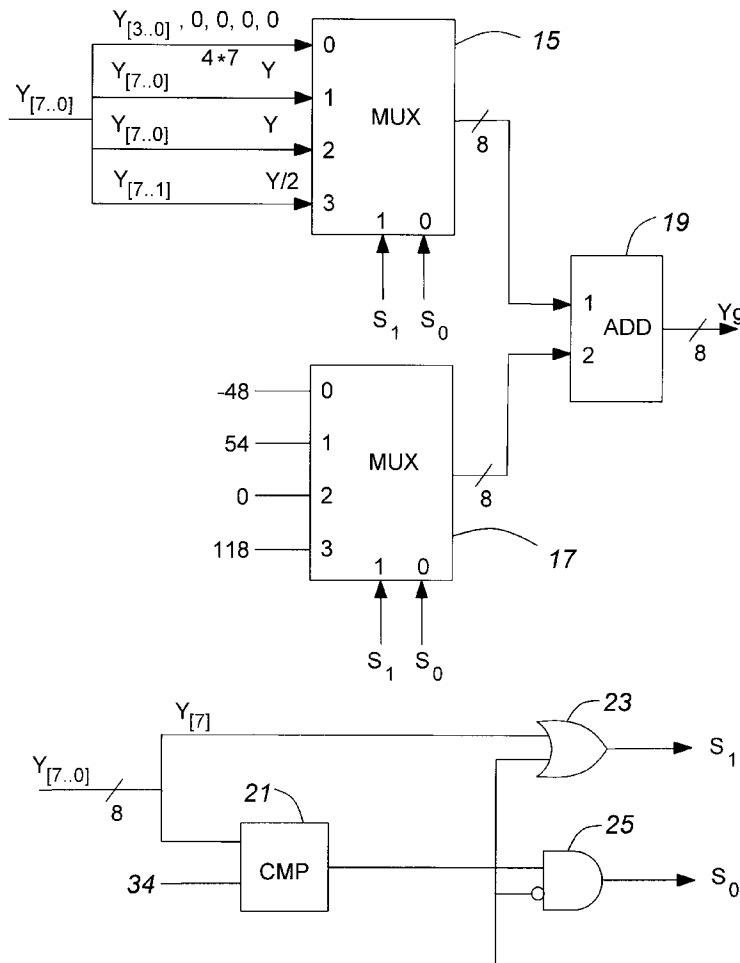 Y[3..0] , 0, 0, 0, 0
15
4*7
Y
0
Y[7..0]
Y[7..0]
1
MUX
8
Y[7..0]
Y
2
Y[7..1]
Y/2
3
1 0
S1 S0
19
1
ADD
Yg
2
8
-48
0
54
1
MUX
8
0
2
118
3
17
1 0
S1 S0
Y[7]
23
S1
Y[7..0]
8
21
25
CMP
34
S0